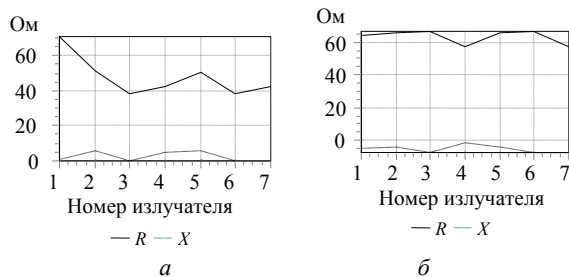 Ом
60
40
20
0
1 2 3 4 5 6 7
Номер излучателя
R X
а
Ом
60
40
20
0
1 2 3 4 5 6 7
Номер излучателя
R X
б